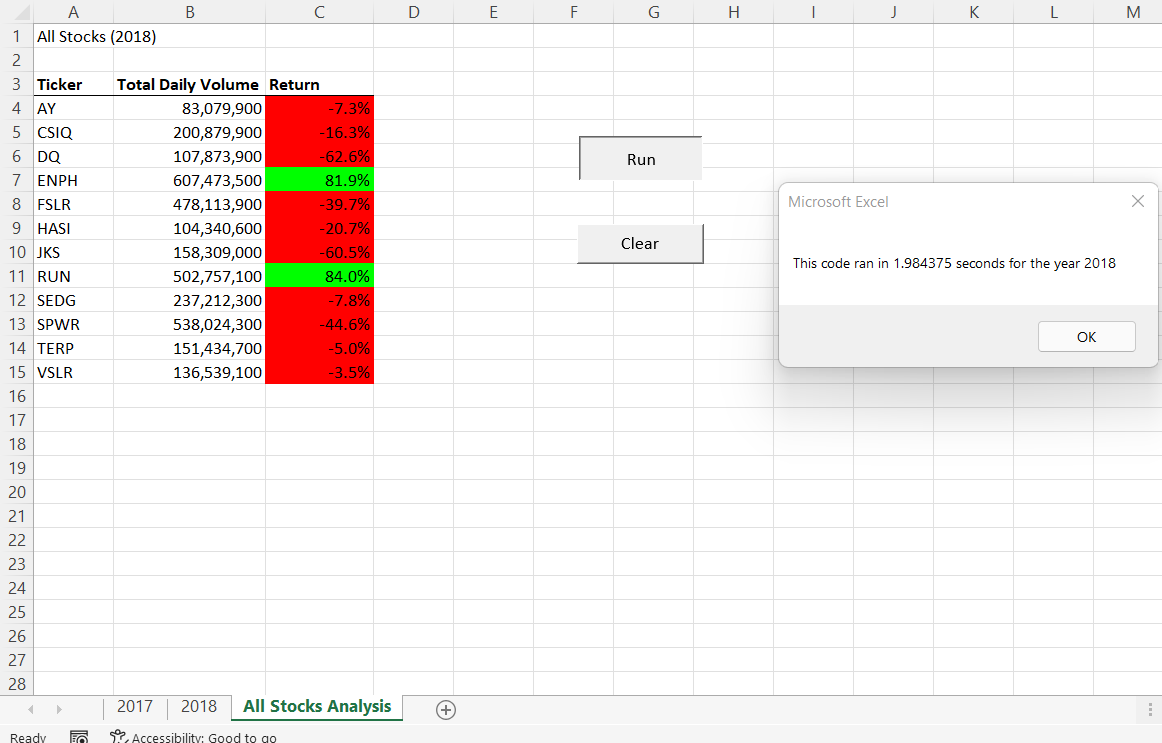 A B C D E F G H I J K L M
1 All Stocks (2018)
2
3 Ticker Total Daily Volume Return
4 AY 83,079,900 -7.3%
5 CSIQ 200,879,900 -16.3%
6 DQ 107,873,900 -62.6%
Run
7 ENPH 607,473,500 81.9%
8 FSLR 478,113,900 -39.7%
Microsoft Excel
9 HASI 104,340,600 -20.7%
Clear
10 JKS 158,309,000 -60.5%
This code ran in 1.984375 seconds for the year 2018
11 RUN 502,757,100 84.0%
12 SEDG 237,212,300 -7.8%
13 SPWR 538,024,300 -44.6%
OK
14 TERP 151,434,700 -5.0%
15 VSLR 136,539,100 -3.5%
16
17
18
19
20
21
22
23
24
25
26
27
28
2017 2018 All Stocks Analysis
Ready Accessibility: Good to go